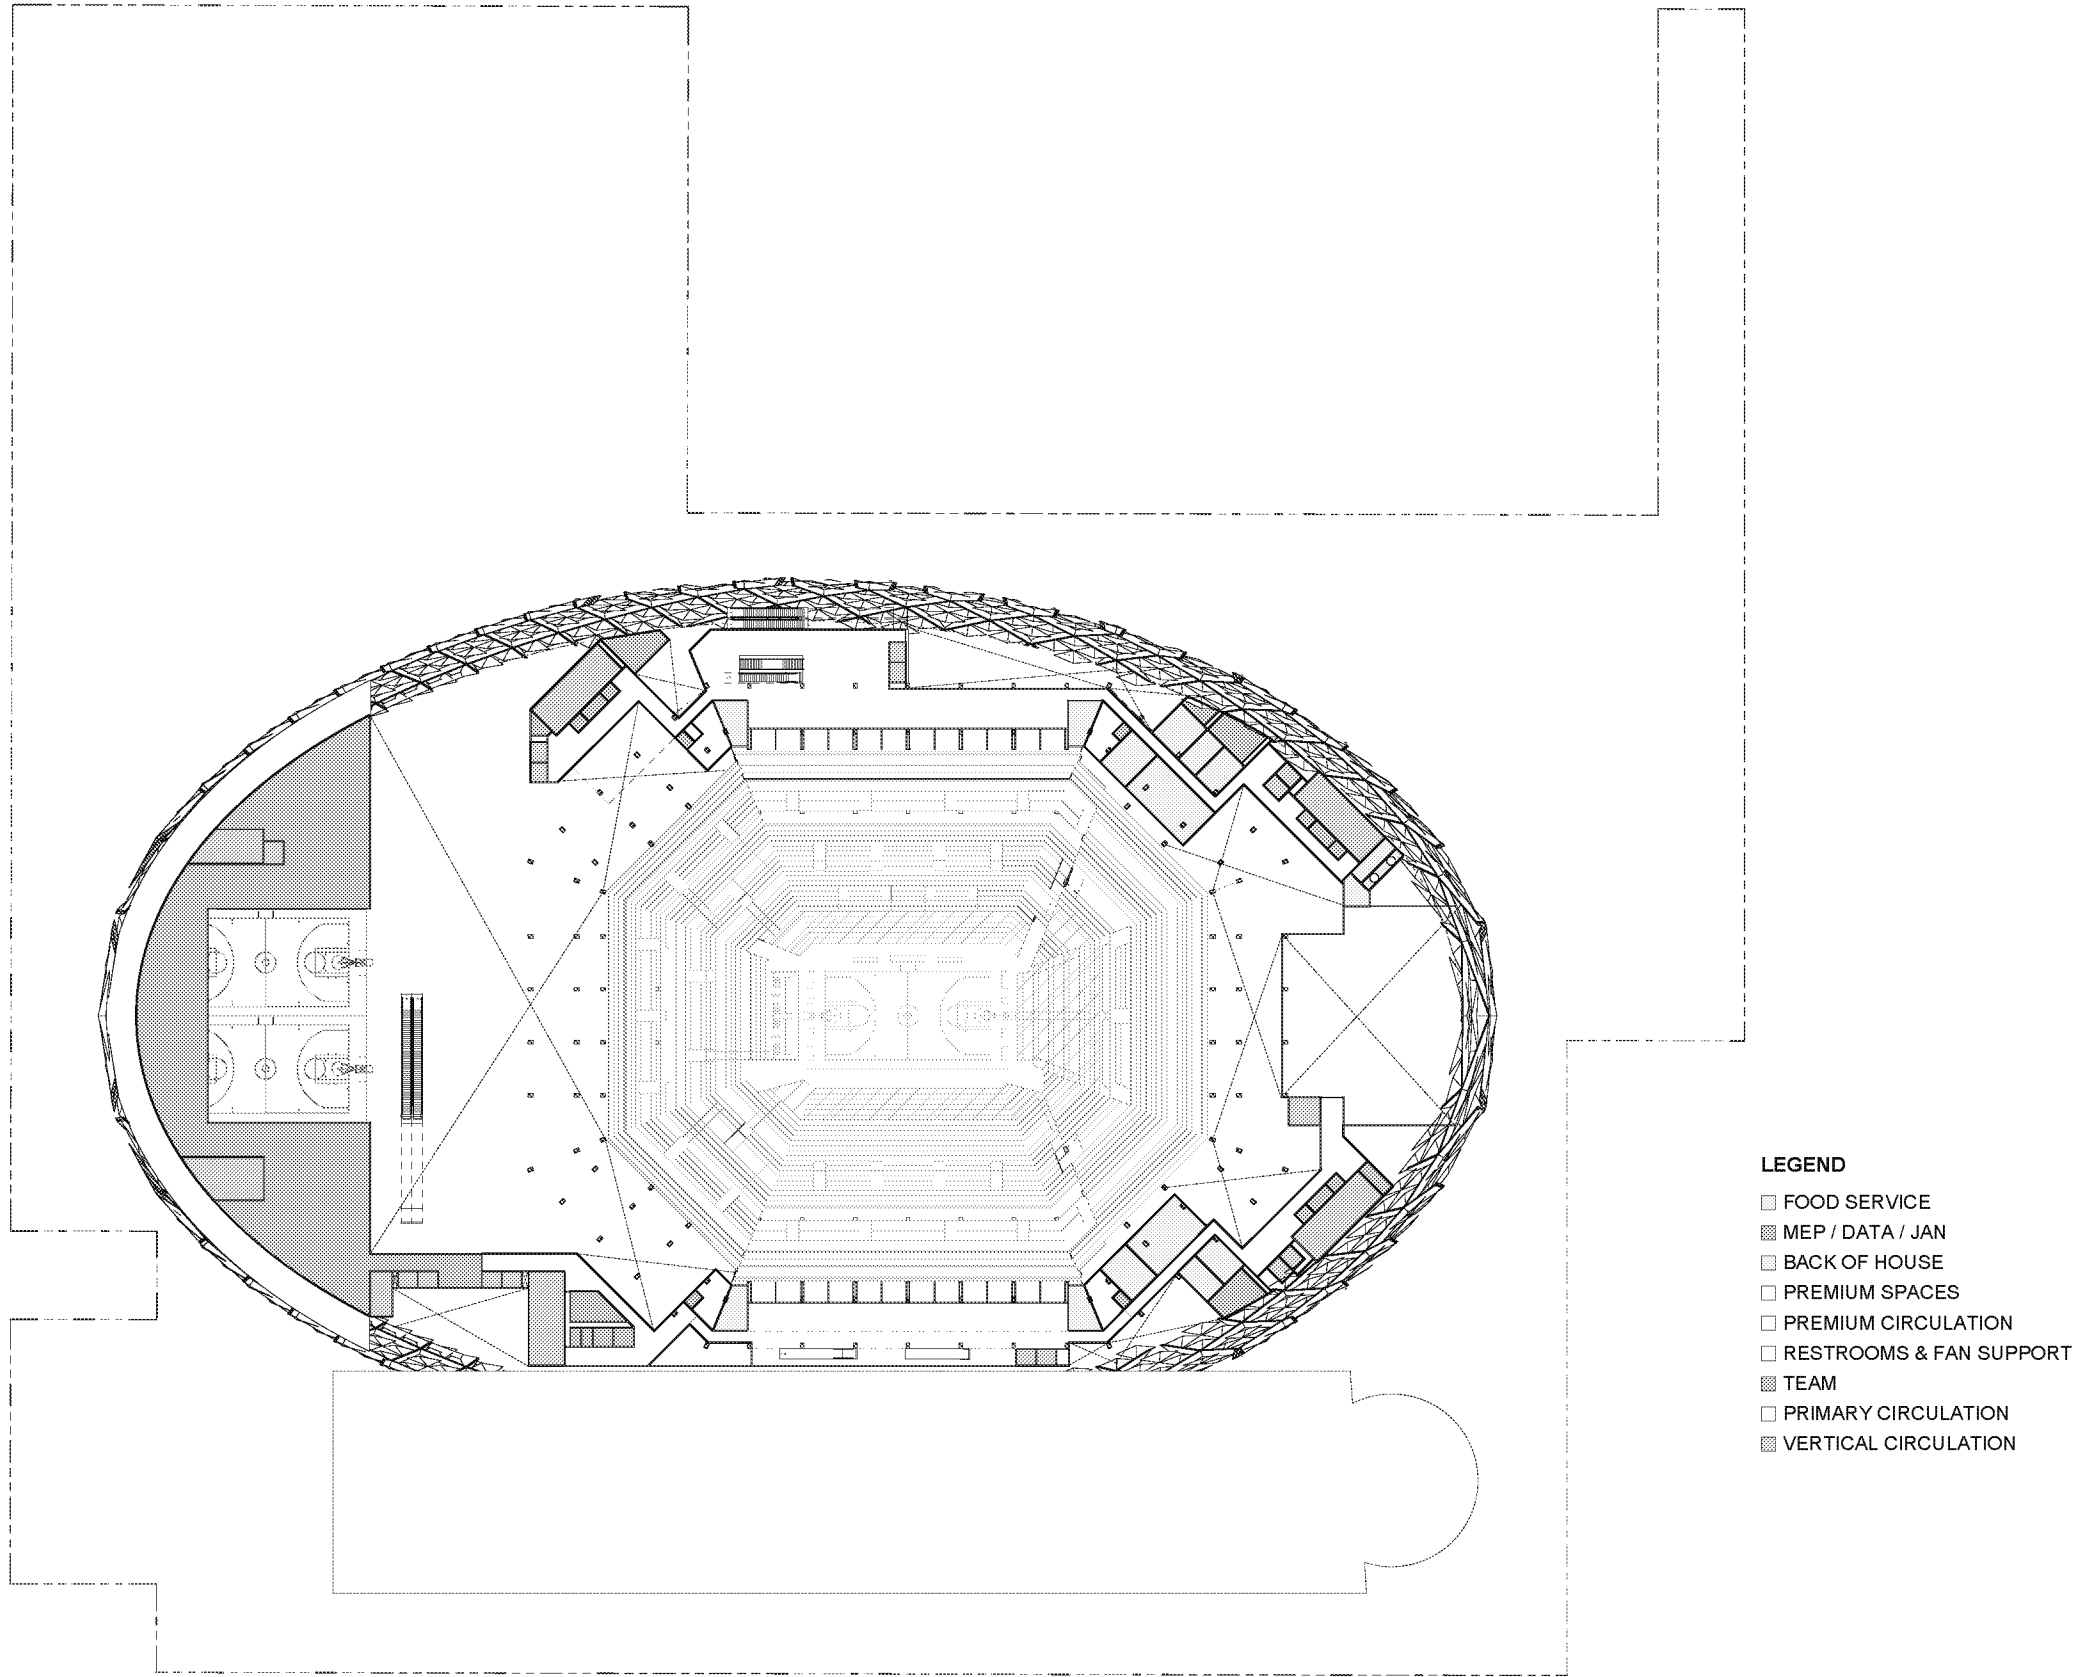 LEGEND
FOOD SERVICE
MEP / DATA / JAN
BACK OF HOUSE
PREMIUM SPACES
PREMIUM CIRCULATION
RESTROOMS & FAN SUPPORT
TEAM
PRIMARY CIRCULATION
VERTICAL CIRCULATION